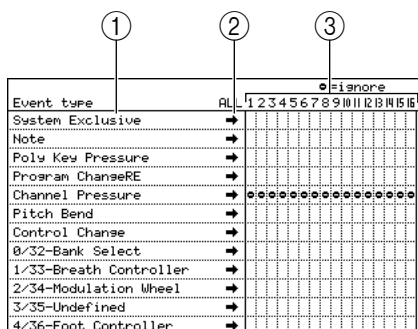 ① ② ③
●=ignore
Event type ALL 1 2 3 4 5 6 7 8 9 10 11 12 13 14 15 16
System Exclusive ➡
Note ➡
Poly Key Pressure ➡
Program ChangeRE ➡
Channel Pressure ➡
Pitch Bend ➡
Control Change ➡
0/32-Bank Select ➡
1/33-Breath Controller ➡
2/34-Modulation Wheel ➡
3/35-Undefined ➡
4/36-Foot Controller ➡